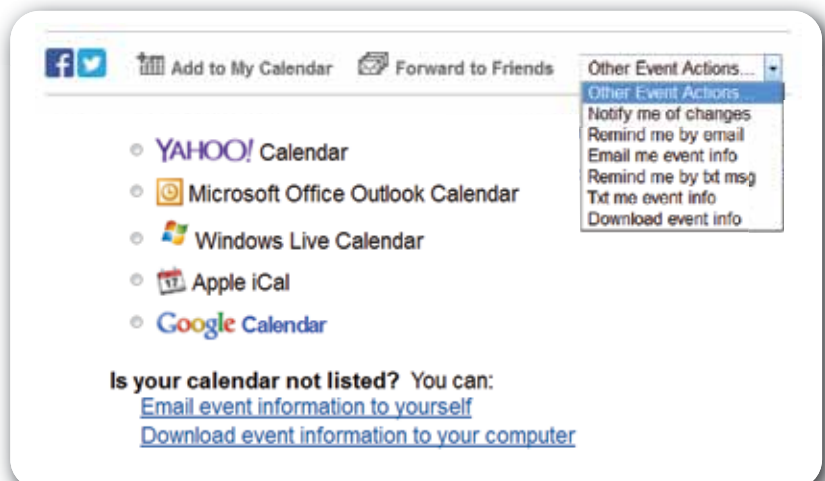 Add to My Calendar Forward to Friends Other Event Actions...
Other Event Actions...
Notify me of changes
Remind me by email
Email me event info
Remind me by txt msg
Txt me event info
Download event info
YAHOO! Calendar
Microsoft Office Outlook Calendar
Windows Live Calendar
17 Apple iCal
Google Calendar
Is your calendar not listed? You can:
Email event information to yourself
Download event information to your computer